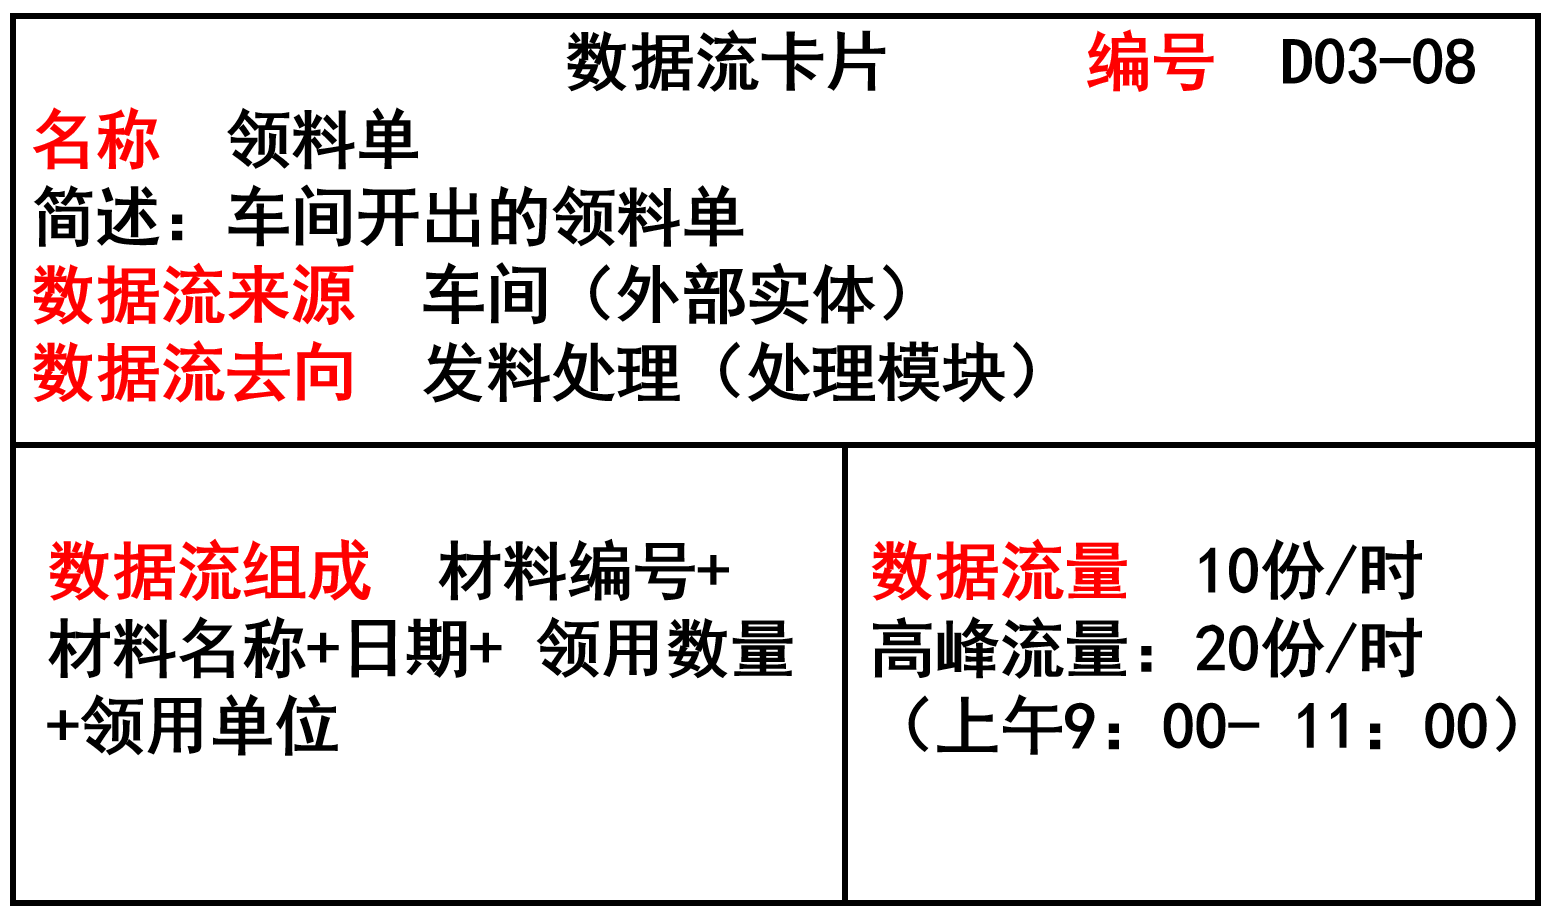 数据流卡片 编号 D03-08
名称 领料单
简述：车间开出的领料单
数据流来源 车间（外部实体）
数据流去向 发料处理（处理模块）
数据流组成 材料编号+
材料名称+日期+ 领用数量
+领用单位
数据流量 10份/时
高峰流量：20份/时
（上午9：00- 11：00）